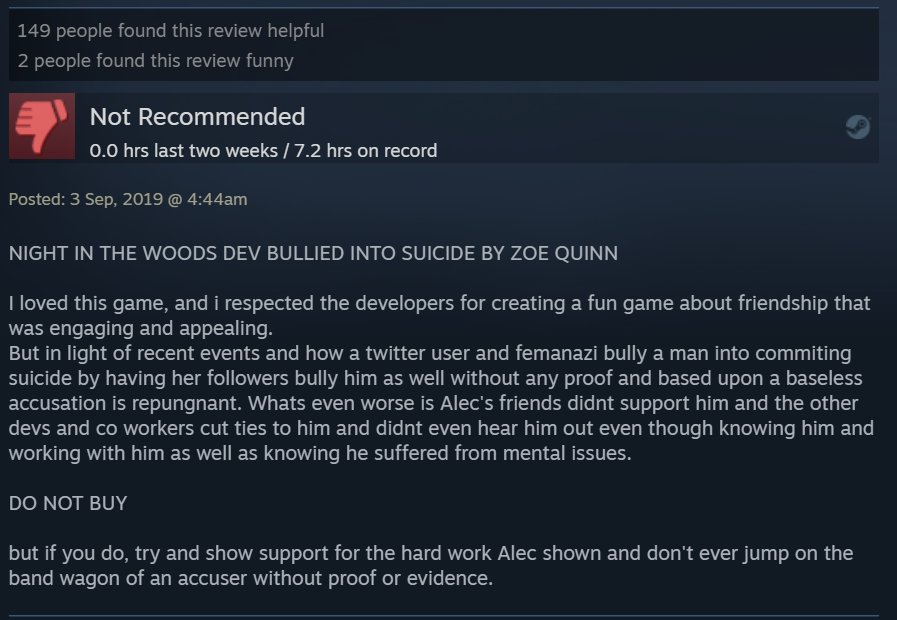 149 people found this review helpful
2 people found this review funny
Not Recommended
0.0 hrs last two weeks / 7.2 hrs on record
Posted: 3 Sep, 2019 @ 4:44am
NIGHT IN THE WOODS DEV BULLIED INTO SUICIDE BY ZOE QUINN
I loved this game, and i respected the developers for creating a fun game about friendship that
was engaging and appealing.
But in light of recent events and how a twitter user and femanazi bully a man into commiting
suicide by having her followers bully him as well without any proof and based upon a baseless
accusation is repungnant. Whats even worse is Alec's friends didnt support him and the other
devs and co workers cut ties to him and didnt even hear him out even though knowing him and
working with him as well as knowing he suffered from mental issues.
DO NOT BUY
but if you do, try and show support for the hard work Alec shown and don't ever jump on the
band wagon of an accuser without proof or evidence.